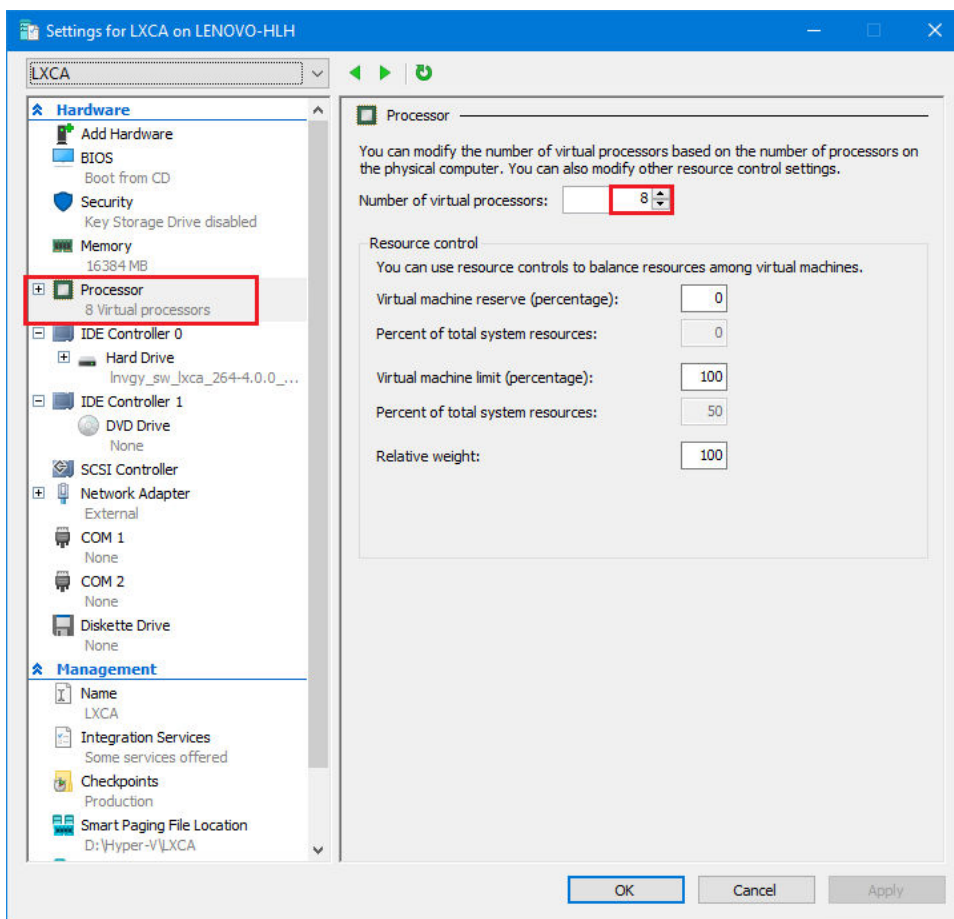 Settings for LXCA on LENOVO-HLH
LXCA
Hardware
Add Hardware
BIOS
Boot from CD
Security
Key Storage Drive disabled
Memory
16384 MB
Processor
8 Virtual processors
IDE Controller 0
Hard Drive
lnvgy_sw_lxca_264-4.0.0_...
IDE Controller 1
DVD Drive
None
SCSI Controller
Network Adapter
External
COM 1
None
COM 2
None
Diskette Drive
None
Management
Name
LXCA
Integration Services
Some services offered
Checkpoints
Production
Smart Paging File Location
D:\Hyper-V\LXCA
Processor
You can modify the number of virtual processors based on the number of processors on
the physical computer. You can also modify other resource control settings.
Number of virtual processors: 8
Resource control
You can use resource controls to balance resources among virtual machines.
Virtual machine reserve (percentage): 0
Percent of total system resources: 0
Virtual machine limit (percentage): 100
Percent of total system resources: 50
Relative weight: 100
OK Cancel Apply